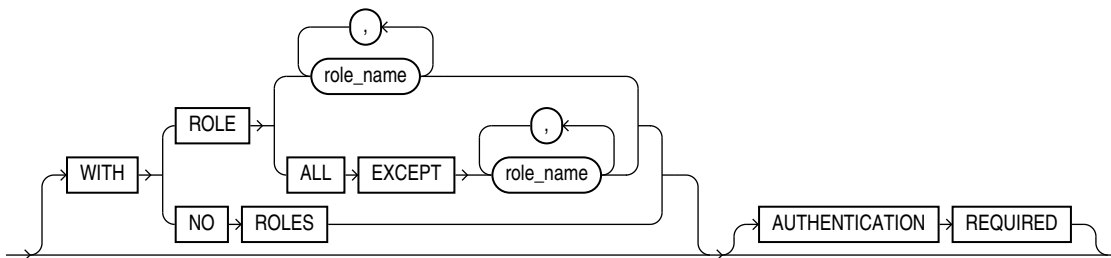 ,
role_name
ROLE
,
WITH
ALL EXCEPT role_name
NO ROLES
AUTHENTICATION REQUIRED